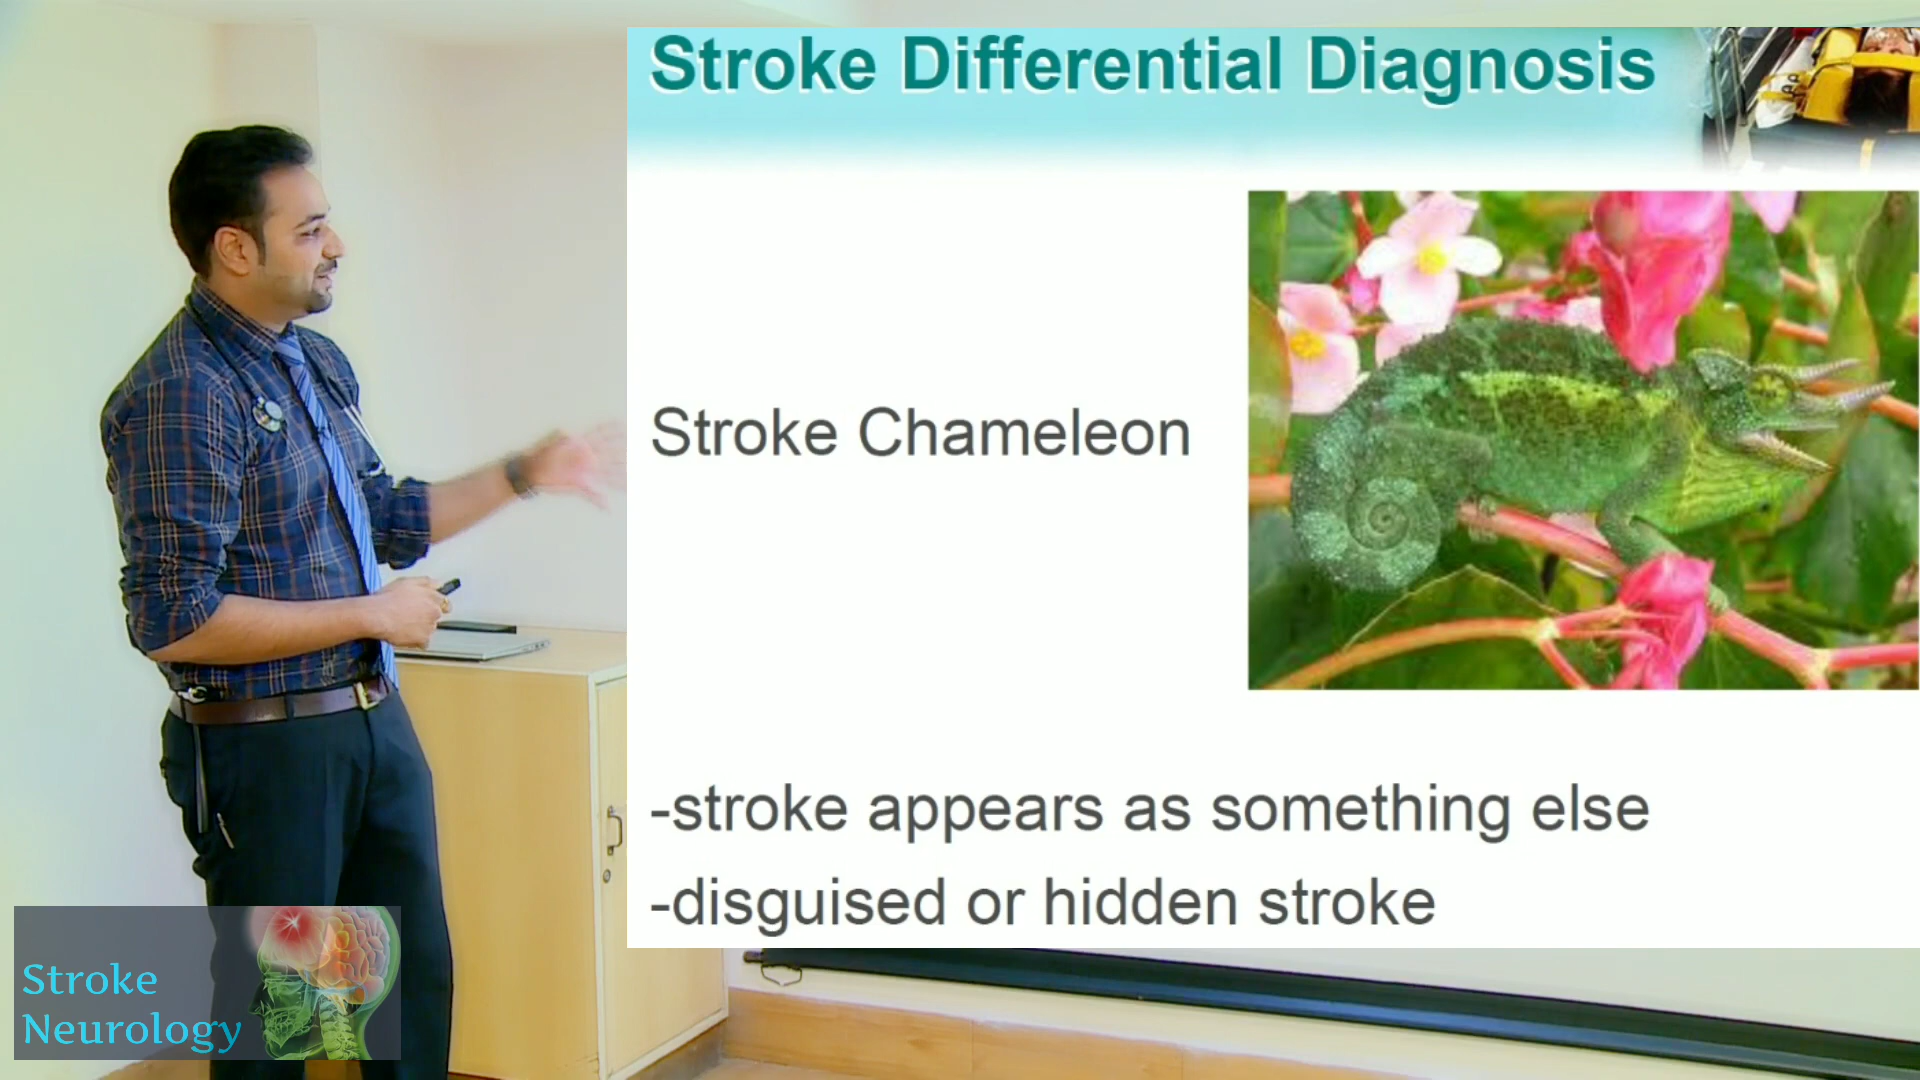 Stroke Differential Diagnosis
Stroke Chameleon
-stroke appears as something else
-disguised or hidden stroke
Stroke
Neurology